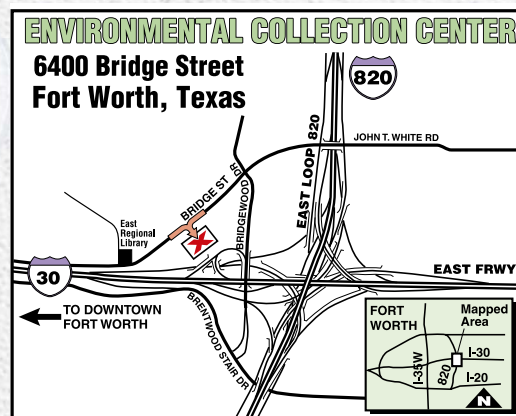 ENVIRONMENTAL COLLECTION CENTER
6400 Bridge Street
Fort Worth, Texas
820
JOHN T. WHITE RD
EAST LOOP 820
BRIDGEWOOD DR
BRIDGE ST
East
Regional
Library
30
EAST FRWY
TO DOWNTOWN
FORT WORTH
BRENTWOOD STAIR DR
FORT
WORTH
Mapped
Area
I-35W
820
I-30
I-20
N